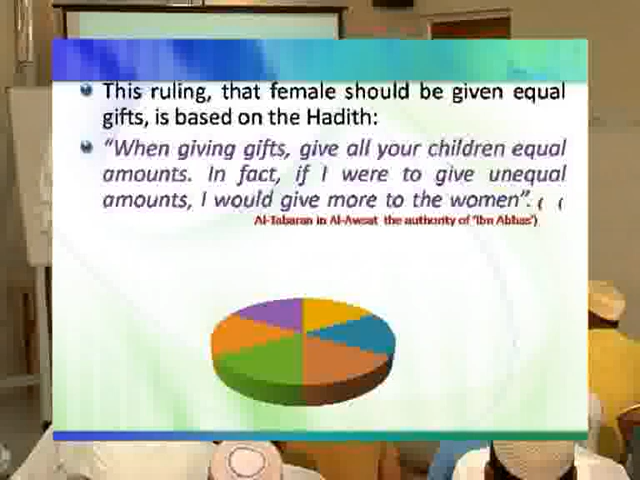 This ruling, that female should be given equal
gifts, is based on the Hadith:
“When giving gifts, give all your children equal
amounts. In fact, if I were to give unequal
amounts, I would give more to the women”. ( (
Al-Tabaran in Al-Awsat the authority of 'Ibn Abbas')